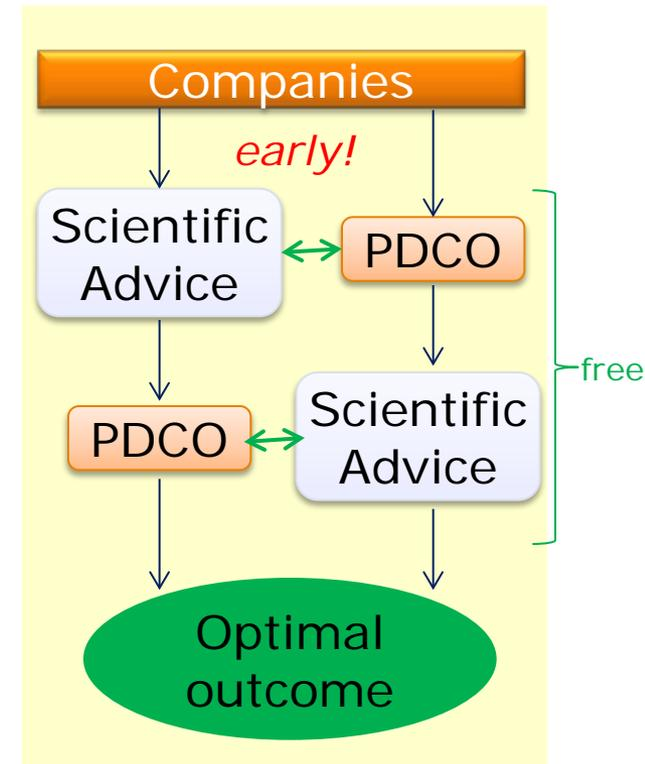 Companies
early!
Scientific
Advice
PDCO
free
PDCO
Scientific
Advice
Optimal
outcome